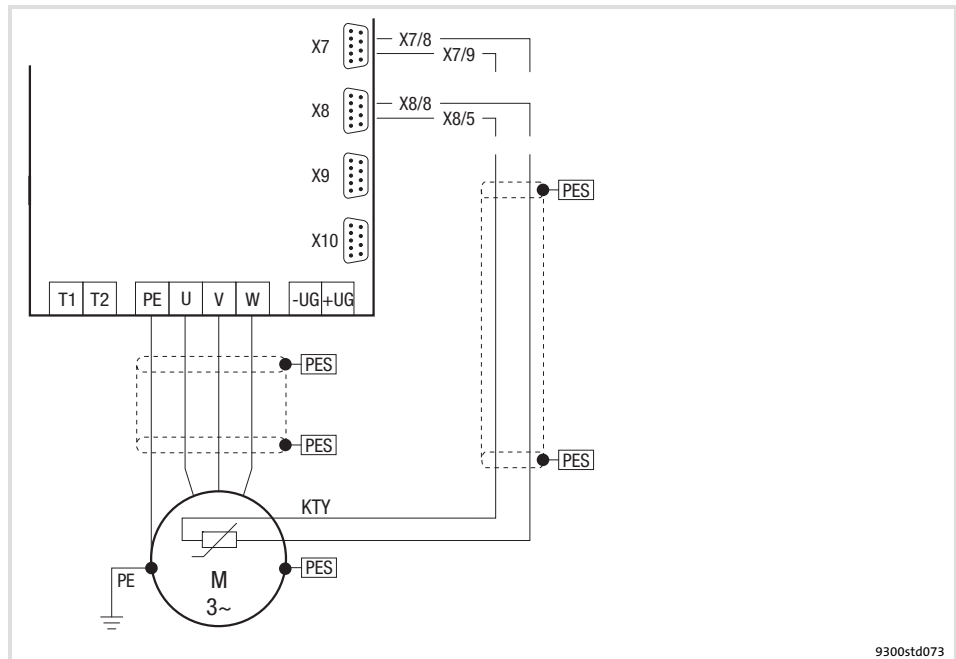 X7
X7/8
X7/9
X8
X8/8
X8/5
X9
PES
X10
T1 T2 PE U V W -UG +UG
PES
PES
PES
KTY
PE
M
3~
PES
9300std073